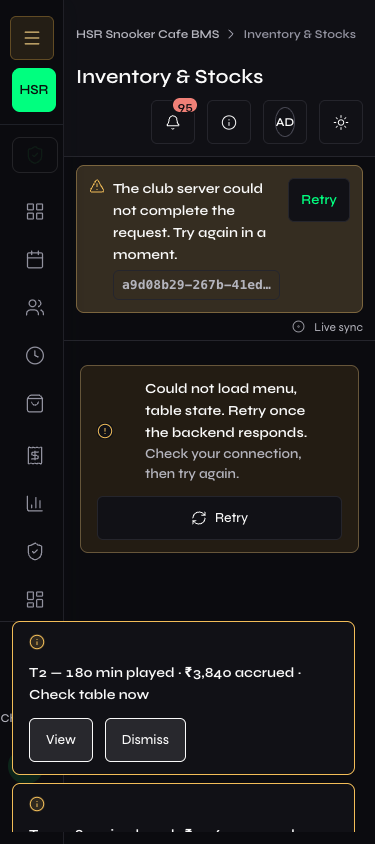 HSR Snooker Cafe BMS > Inventory & Stocks
HSR
Inventory & Stocks
95
AD
The club server could
not complete the
request. Try again in a
moment.
Retry
a9d08b29-267b-41ed…
Live sync
Could not load menu,
table state. Retry once
the backend responds.
Check your connection,
then try again.
Retry
T2 — 180 min played · ₹3,840 accrued ·
Check table now
View
Dismiss